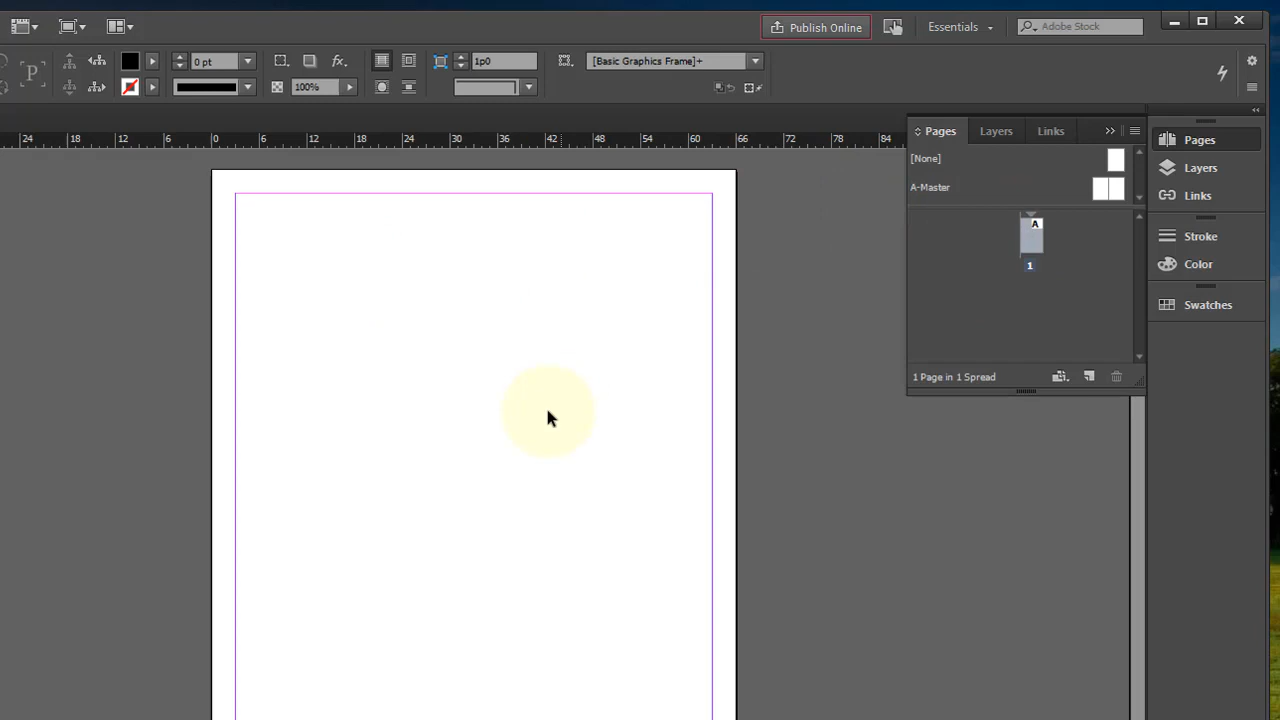 Publish Online
Essentials
Adobe Stock
P
0 pt
fx.
1p0
[Basic Graphics Frame]+
100%
24 18 12 6 0 6 12 18 24 30 36 42 48 54 60 66 72 78 84
Pages Layers Links
[None]
A-Master
A
1
1 Page in 1 Spread
Pages
Layers
Links
Stroke
Color
Swatches